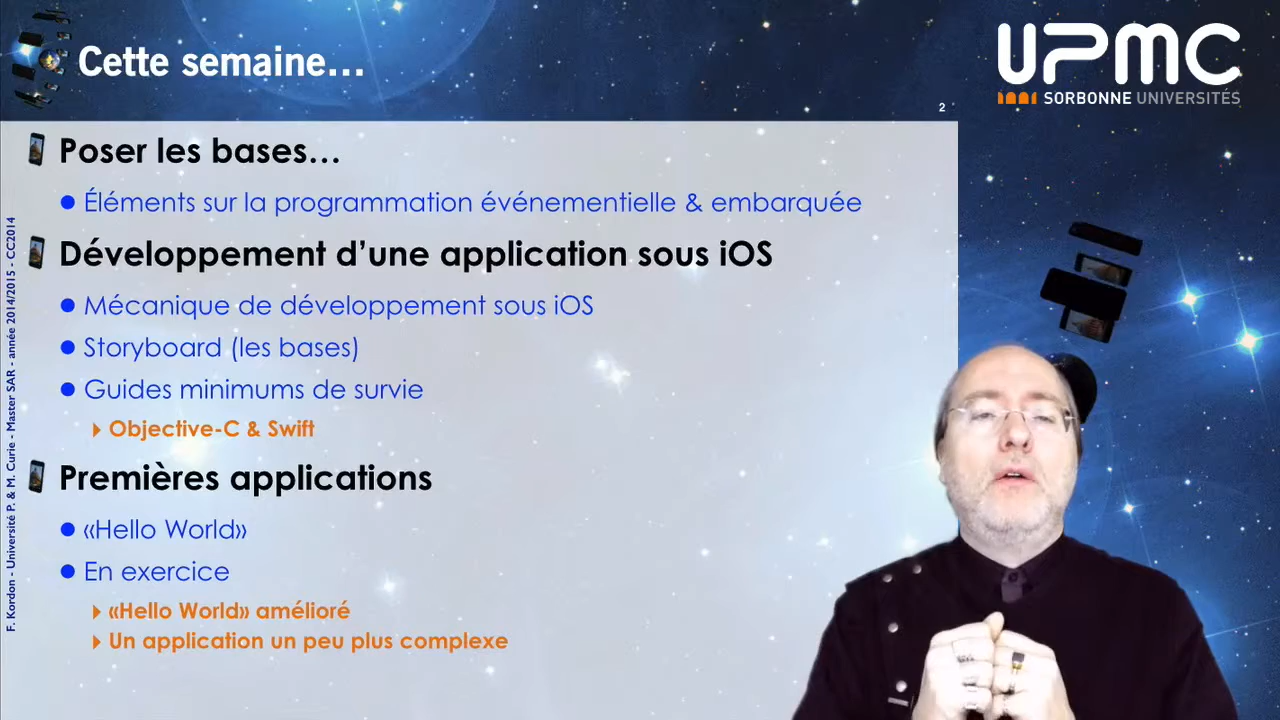 Cette semaine...
UPMC
SORBONNE UNIVERSITÉS
2
Poser les bases...
Éléments sur la programmation événementielle & embarquée
Développement d’une application sous iOS
Mécanique de développement sous iOS
Storyboard (les bases)
Guides minimums de survie
Objective-C & Swift
Premières applications
«Hello World»
En exercice
«Hello World» amélioré
Un application un peu plus complexe
F. Kordon - Université P. & M. Curie - Master SAR - année 2014/2015 - CC2014